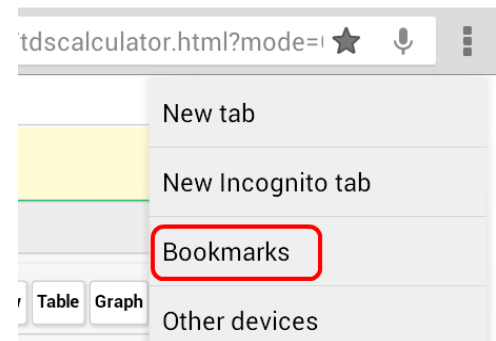 tdscalculator.html?mode=
New tab
New Incognito tab
Bookmarks
Table Graph
Other devices